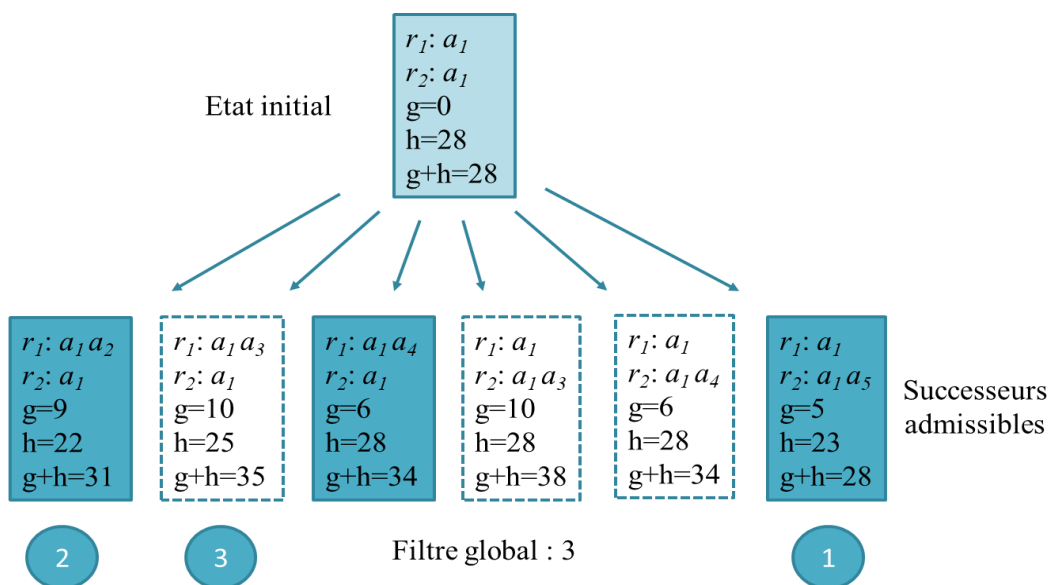 Etat initial
r₁: a₁
r₂: a₁
g=0
h=28
g+h=28
r₁: a₁ a₂
r₂: a₁
g=9
h=22
g+h=31
r₁: a₁ a₃
r₂: a₁
g=10
h=25
g+h=35
r₁: a₁ a₄
r₂: a₁
g=6
h=28
g+h=34
r₁: a₁
r₂: a₁ a₃
g=10
h=28
g+h=38
r₁: a₁
r₂: a₁ a₄
g=6
h=28
g+h=34
r₁: a₁
r₂: a₁ a₅
g=5
h=23
g+h=28
Successeurs
admissibles
2
3
Filtre global : 3
1